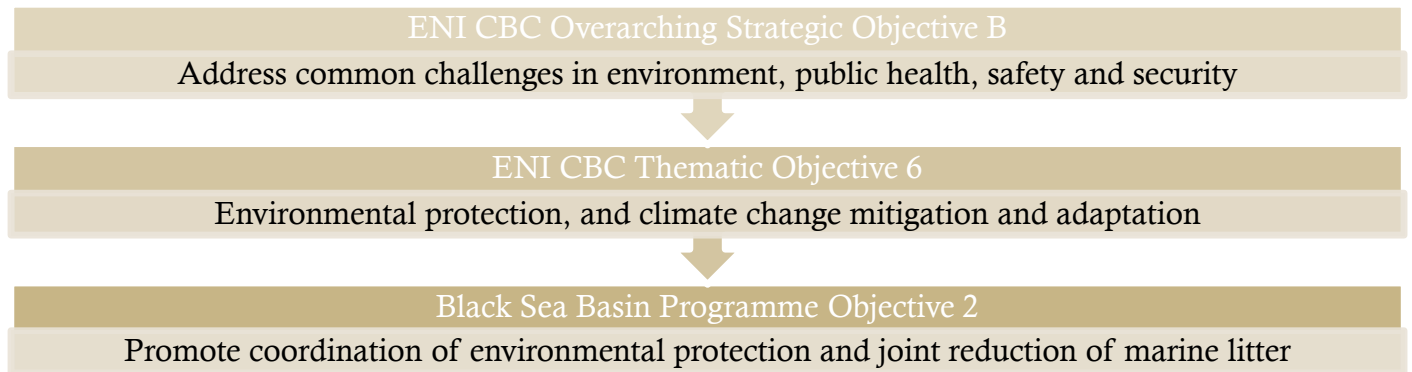 ENI CBC Overarching Strategic Objective B
Address common challenges in environment, public health, safety and security
ENI CBC Thematic Objective 6
Environmental protection, and climate change mitigation and adaptation
Black Sea Basin Programme Objective 2
Promote coordination of environmental protection and joint reduction of marine litter